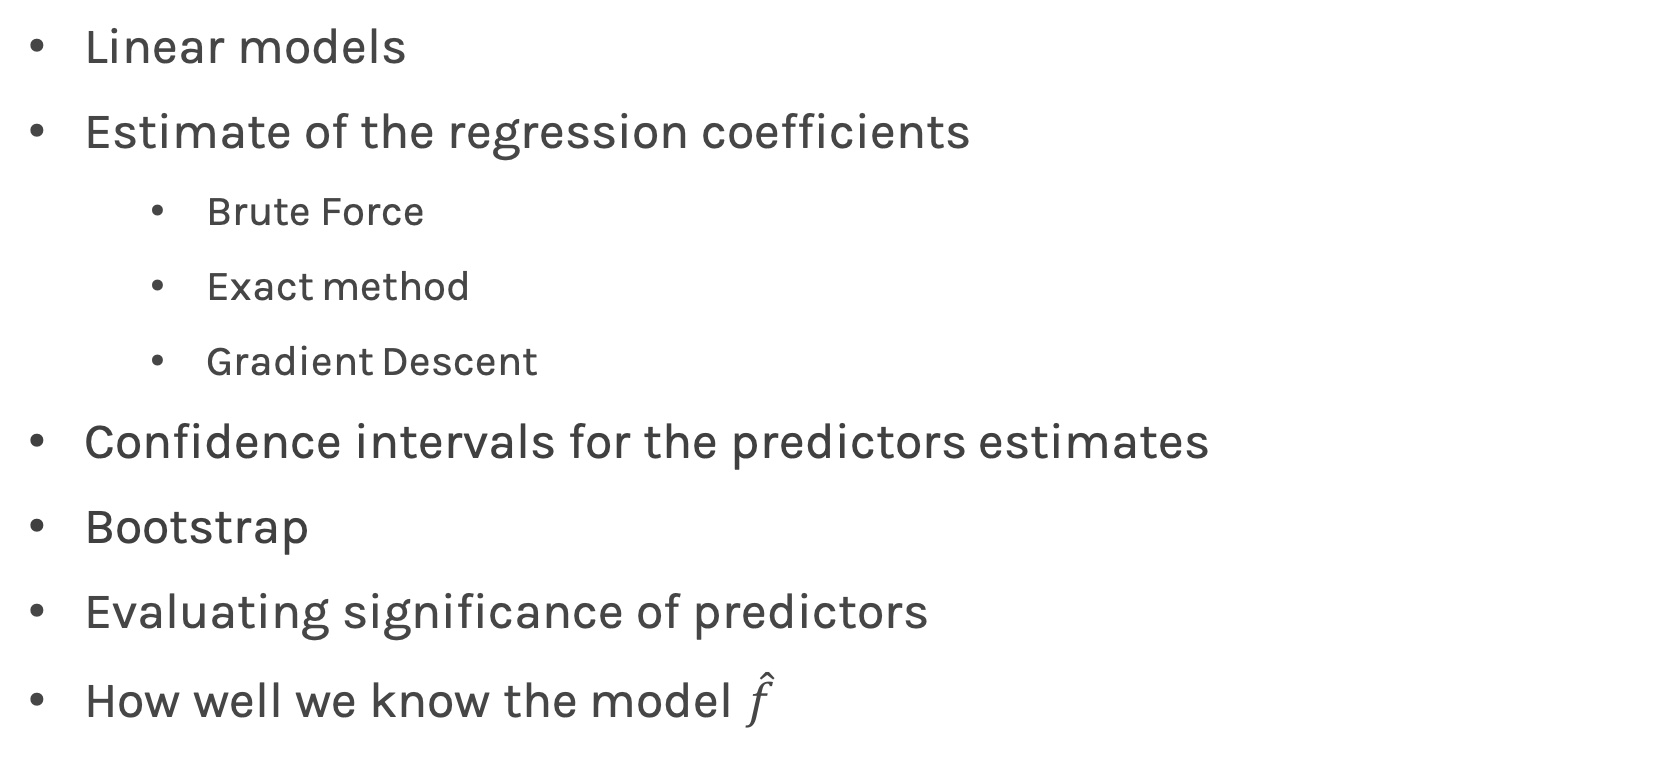 • Linear models
• Estimate of the regression coefficients
• Brute Force
• Exact method
• Gradient Descent
• Confidence intervals for the predictors estimates
• Bootstrap
• Evaluating significance of predictors
• How well we know the model f̂